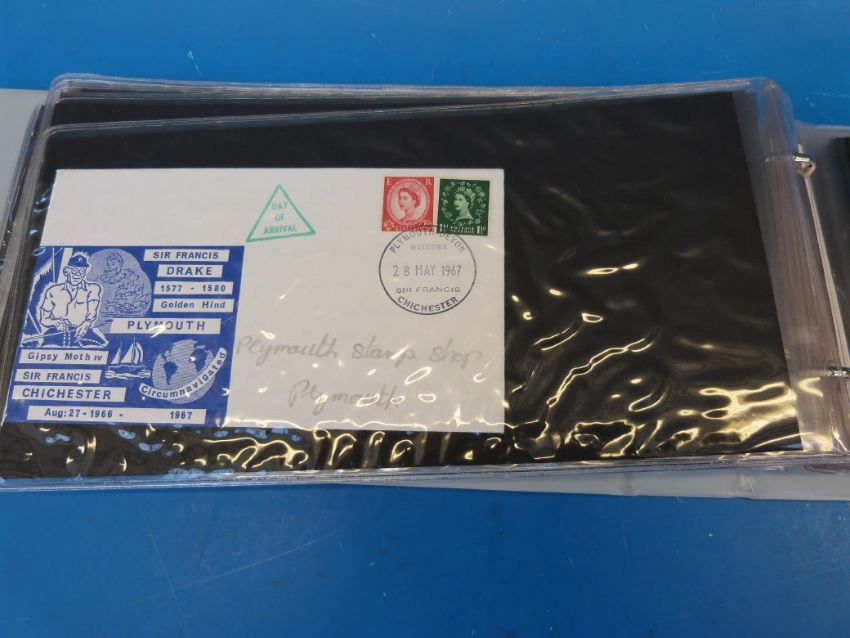 DAY
OF
ARRIVAL
E R
PLYMOUTH DEVON
WELCOME
28 MAY 1967
SIR FRANCIS
CHICHESTER
SIR FRANCIS
DRAKE
1577 - 1580
Golden Hind
PLYMOUTH
Gipsy Moth IV
SIR FRANCIS
CHICHESTER
Circumnavigated
Aug: 27 - 1966 - 1967
Plymouth Stamp Shop
Plymouth